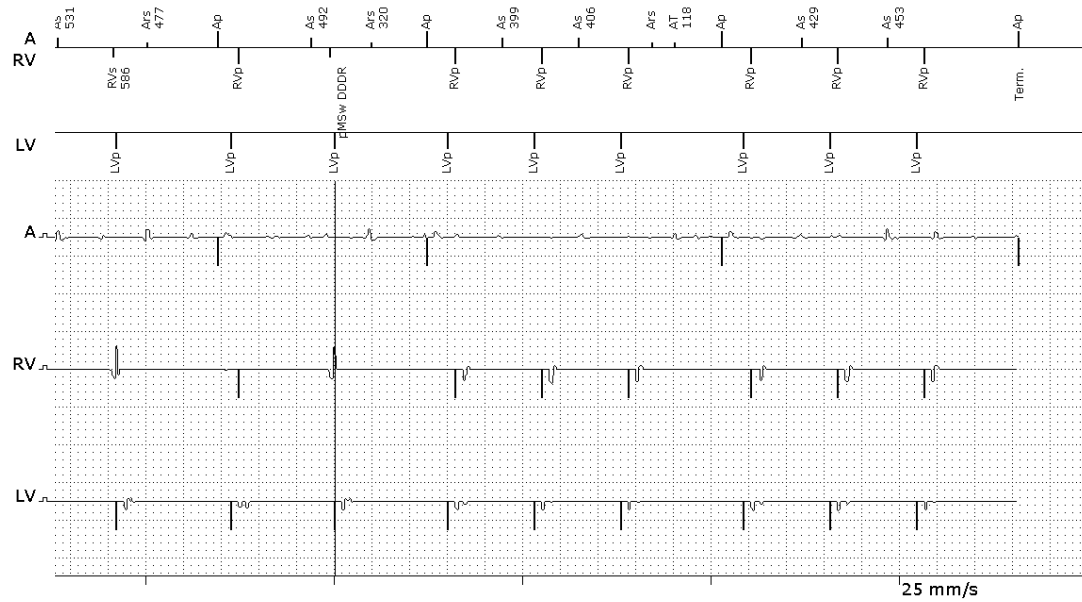 As 531
Ars 477
Ap
As 492
Ars 320
Ap
As 399
As 406
Ars
AT 118
Ap
As 429
As 453
Ap
A
RV
RVs 586
RVp
pMSw DDDR
RVp
RVp
RVp
RVp
RVp
RVp
Term.
LV
LVp
LVp
LVp
LVp
LVp
LVp
LVp
LVp
LVp
A
RV
LV
25 mm/s